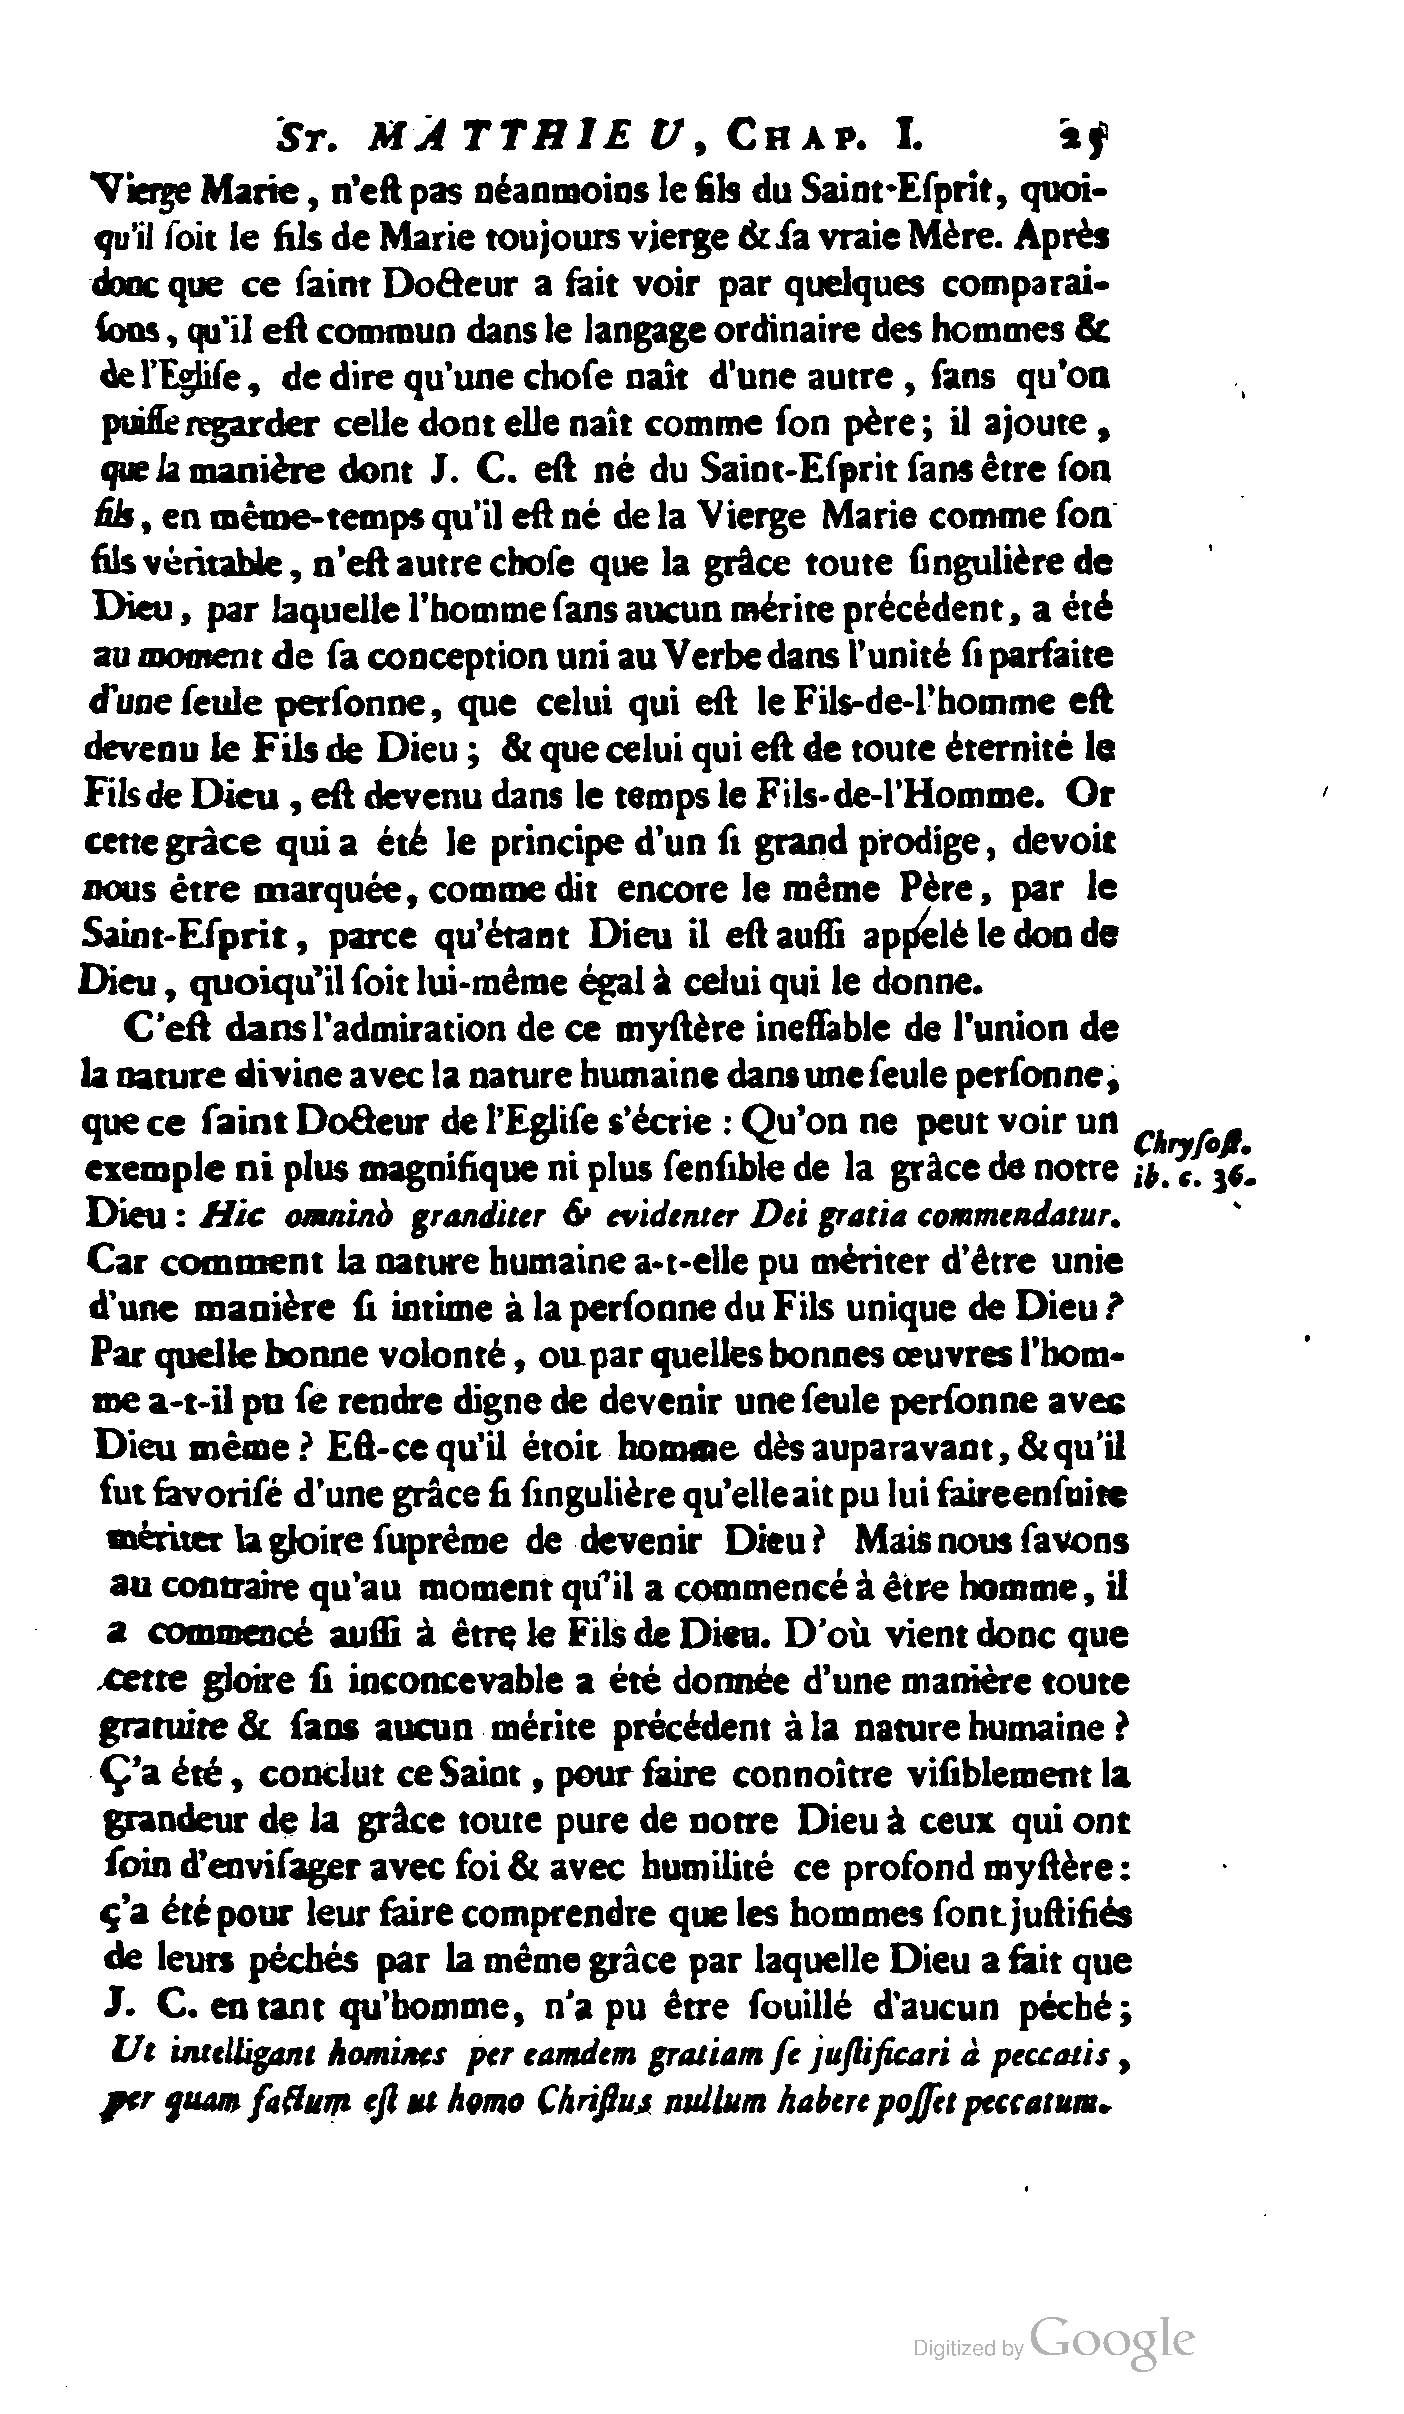 St. MATTHIEU, Chap. I. 25
Vierge Marie, n'eſt pas néanmoins le fils du Saint-Eſprit, quoi-
qu'il ſoit le fils de Marie toujours vierge & ſa vraie Mère. Après
donc que ce ſaint Docteur a fait voir par quelques comparai-
ſons, qu'il eſt commun dans le langage ordinaire des hommes &
de l'Egliſe, de dire qu'une choſe naît d'une autre, ſans qu'on
puiſſe regarder celle dont elle naît comme ſon père; il ajoute,
que la manière dont J. C. eſt né du Saint-Eſprit ſans être ſon
fils, en même-temps qu'il eſt né de la Vierge Marie comme ſon
fils véritable, n'eſt autre choſe que la grâce toute ſingulière de
Dieu, par laquelle l'homme ſans aucun mérite précédent, a été
au moment de ſa conception uni au Verbe dans l'unité ſi parfaite
d'une ſeule perſonne, que celui qui eſt le Fils-de-l'homme eſt
devenu le Fils de Dieu; & que celui qui eſt de toute éternité le
Fils de Dieu, eſt devenu dans le temps le Fils-de-l'Homme. Or
cette grâce qui a été le principe d'un ſi grand prodige, devoit
nous être marquée, comme dit encore le même Père, par le
Saint-Eſprit, parce qu'étant Dieu il eſt auſſi appelé le don de
Dieu, quoiqu'il ſoit lui-même égal à celui qui le donne.
C'eſt dans l'admiration de ce myſtère ineffable de l'union de
la nature divine avec la nature humaine dans une ſeule perſonne,
que ce ſaint Docteur de l'Egliſe s'écrie : Qu'on ne peut voir un
exemple ni plus magnifique ni plus ſenſible de la grâce de notre
Chryſoſt.
ib. c. 36.
Dieu : Hic omninò granditer & evidenter Dei gratia commendatur.
Car comment la nature humaine a-t-elle pu mériter d'être unie
d'une manière ſi intime à la perſonne du Fils unique de Dieu?
Par quelle bonne volonté, ou par quelles bonnes œuvres l'hom-
me a-t-il pu ſe rendre digne de devenir une ſeule perſonne avec
Dieu même? Eſt-ce qu'il étoit homme dès auparavant, & qu'il
fut favoriſé d'une grâce ſi ſingulière qu'elle ait pu lui faire enſuite
mériter la gloire ſuprême de devenir Dieu? Mais nous ſavons
au contraire qu'au moment qu'il a commencé à être homme, il
a commencé auſſi à être le Fils de Dieu. D'où vient donc que
cette gloire ſi inconcevable a été donnée d'une manière toute
gratuite & ſans aucun mérite précédent à la nature humaine?
Ç'a été, conclut ce Saint, pour faire connoître viſiblement la
grandeur de la grâce toute pure de notre Dieu à ceux qui ont
ſoin d'enviſager avec foi & avec humilité ce profond myſtère:
ç'a été pour leur faire comprendre que les hommes ſont juſtifiés
de leurs péchés par la même grâce par laquelle Dieu a fait que
J. C. en tant qu'homme, n'a pu être ſouillé d'aucun péché;
Ut intelligant homines per eamdem gratiam ſe juſtificari à peccatis,
per quam factum eſt ut homo Chriſtus nullum habere poſſet peccatum.
Digitized by Google